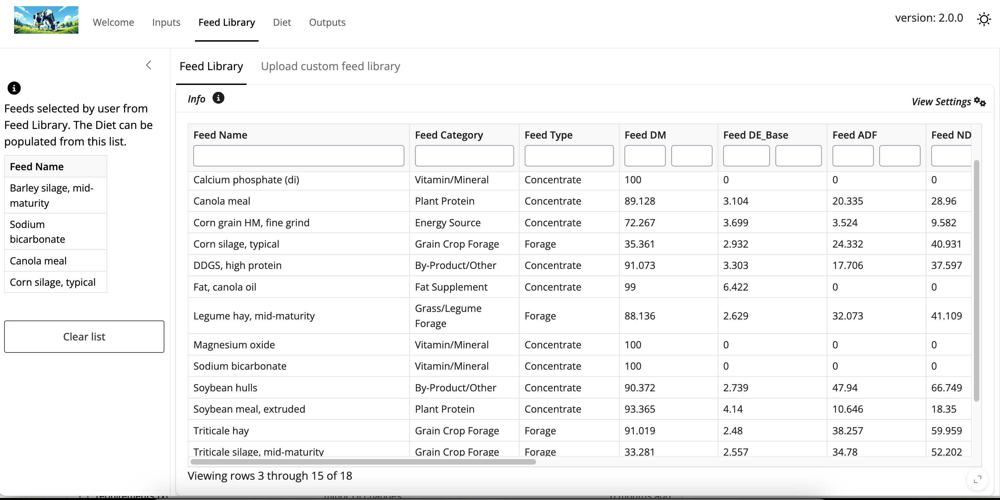 Welcome Inputs Feed Library Diet Outputs
version: 2.0.0
Feeds selected by user from
Feed Library. The Diet can be
populated from this list.
Feed Name
Barley silage, mid-
maturity
Sodium
bicarbonate
Canola meal
Corn silage, typical
Clear list
Feed Library Upload custom feed library
Info
View Settings
Feed Name Feed Category Feed Type Feed DM Feed DE_Base Feed ADF Feed ND
Calcium phosphate (di) Vitamin/Mineral Concentrate 100 0 0 0
Canola meal Plant Protein Concentrate 89.128 3.104 20.335 28.96
Corn grain HM, fine grind Energy Source Concentrate 72.267 3.699 3.524 9.582
Corn silage, typical Grain Crop Forage Forage 35.361 2.932 24.332 40.931
DDGS, high protein By-Product/Other Concentrate 91.073 3.303 17.706 37.597
Fat, canola oil Fat Supplement Concentrate 99 6.422 0 0
Legume hay, mid-maturity Grass/Legume Forage Forage 88.136 2.629 32.073 41.109
Magnesium oxide Vitamin/Mineral Concentrate 100 0 0 0
Sodium bicarbonate Vitamin/Mineral Concentrate 100 0 0 0
Soybean hulls By-Product/Other Concentrate 90.372 2.739 47.94 66.749
Soybean meal, extruded Plant Protein Concentrate 93.365 4.14 10.646 18.35
Triticale hay Grain Crop Forage Forage 91.019 2.48 38.257 59.959
Triticale silage, mid-maturity Grain Crop Forage Forage 33.281 2.557 34.78 52.202
Viewing rows 3 through 15 of 18